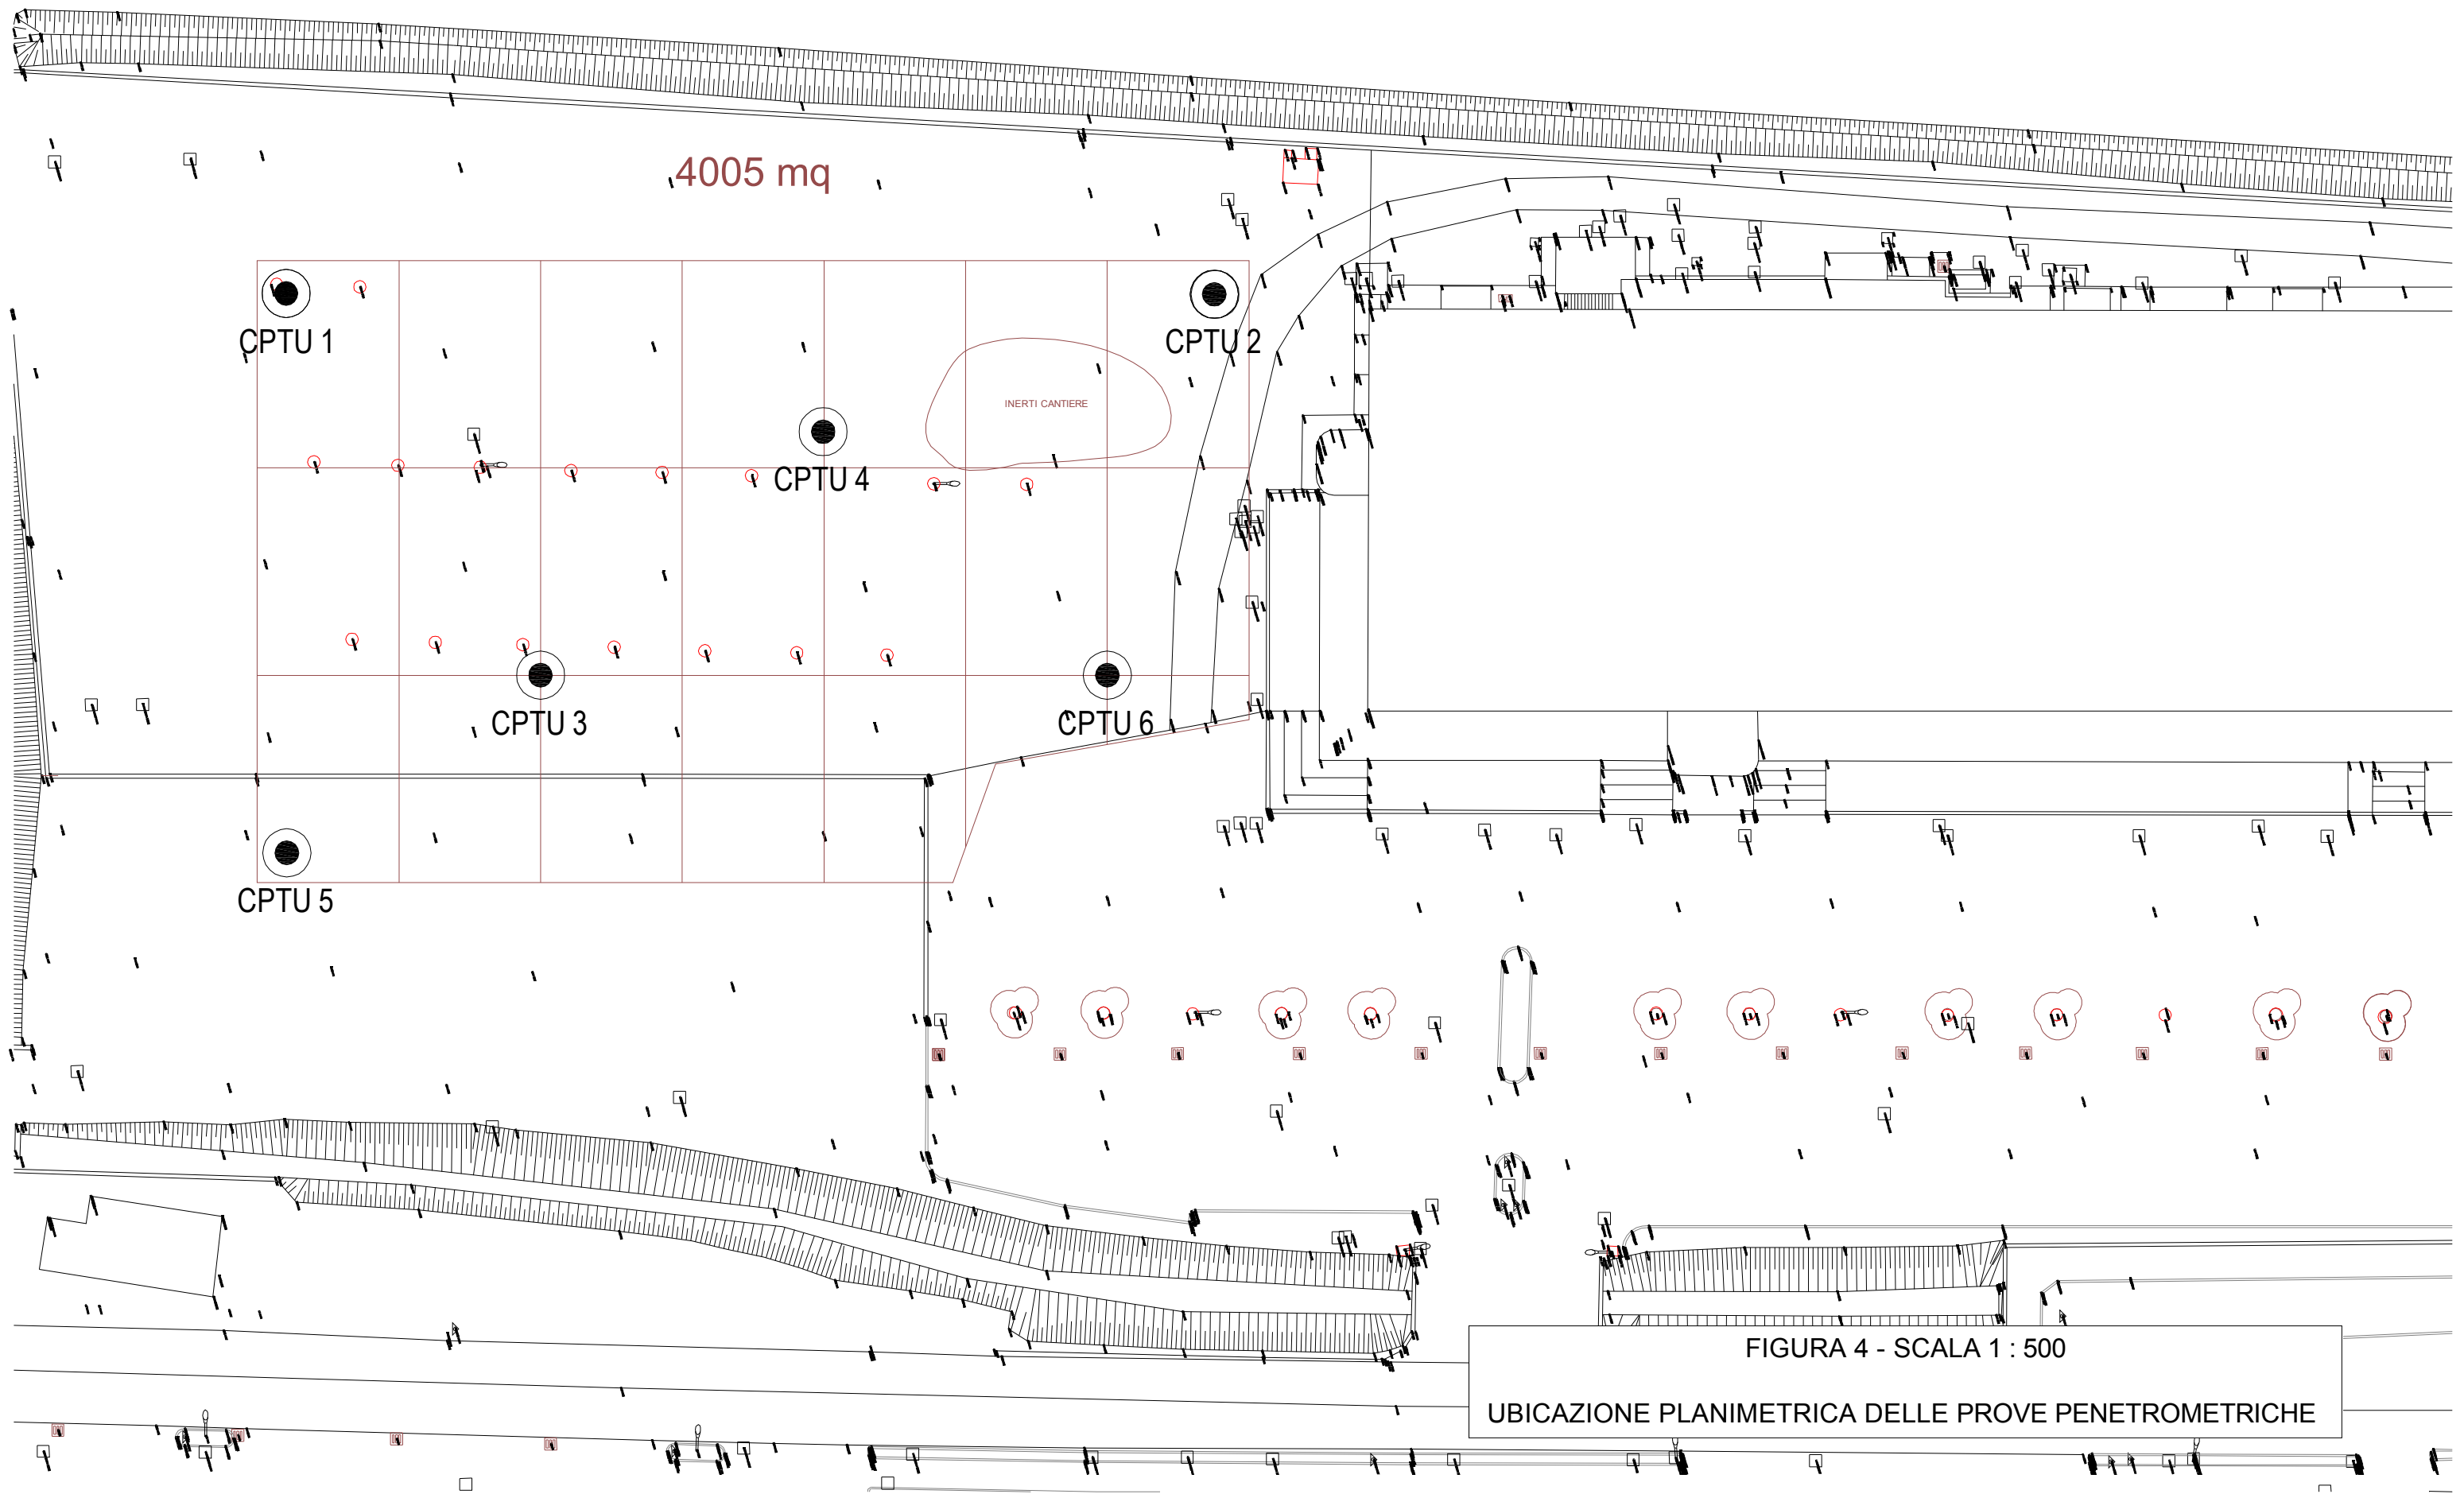 4005 mq
CPTU 1
CPTU 2
INERTI CANTIERE
CPTU 4
CPTU 3
CPTU 6
CPTU 5
FIGURA 4 - SCALA 1 : 500
UBICAZIONE PLANIMETRICA DELLE PROVE PENETROMETRICHE